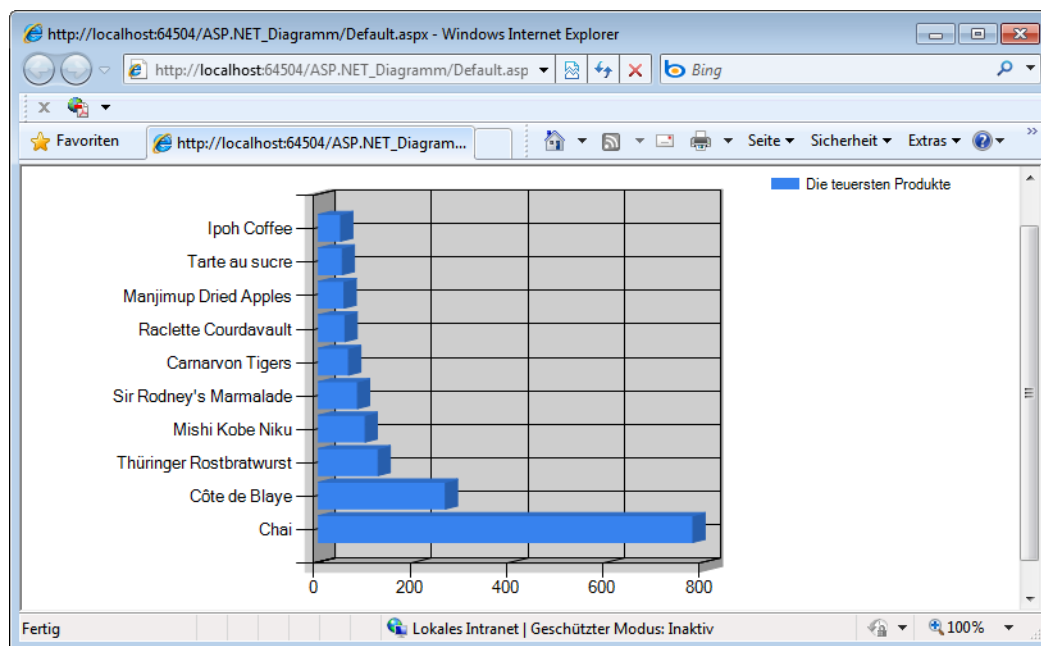 http://localhost:64504/ASP.NET_Diagramm/Default.aspx - Windows Internet Explorer
http://localhost:64504/ASP.NET_Diagramm/Default.asp
Bing
Favoriten
http://localhost:64504/ASP.NET_Diagram...
Seite
Sicherheit
Extras
Die teuersten Produkte
Ipoh Coffee
Tarte au sucre
Manjimup Dried Apples
Raclette Courdavault
Carnarvon Tigers
Sir Rodney's Marmalade
Mishi Kobe Niku
Thüringer Rostbratwurst
Côte de Blaye
Chai
0 200 400 600 800
Fertig
Lokales Intranet | Geschützter Modus: Inaktiv
100%